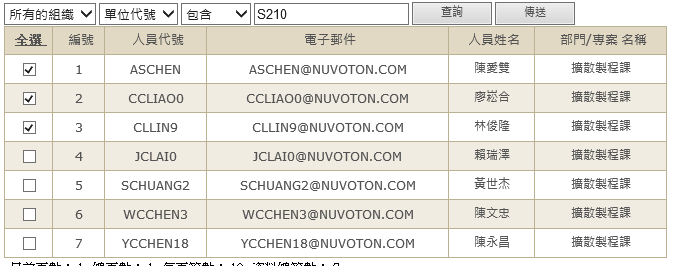 所有的組織 單位代號 包含 S210 查詢 傳送
全選 編號 人員代號 電子郵件 人員姓名 部門/專案 名稱
1 ASCHEN ASCHEN@NUVOTON.COM 陳愛雙 擴散製程課
2 CCLIAO0 CCLIAO0@NUVOTON.COM 廖崧合 擴散製程課
3 CLLIN9 CLLIN9@NUVOTON.COM 林俊隆 擴散製程課
4 JCLAI0 JCLAI0@NUVOTON.COM 賴瑞澤 擴散製程課
5 SCHUANG2 SCHUANG2@NUVOTON.COM 黃世杰 擴散製程課
6 WCCHEN3 WCCHEN3@NUVOTON.COM 陳文忠 擴散製程課
7 YCCHEN18 YCCHEN18@NUVOTON.COM 陳永昌 擴散製程課